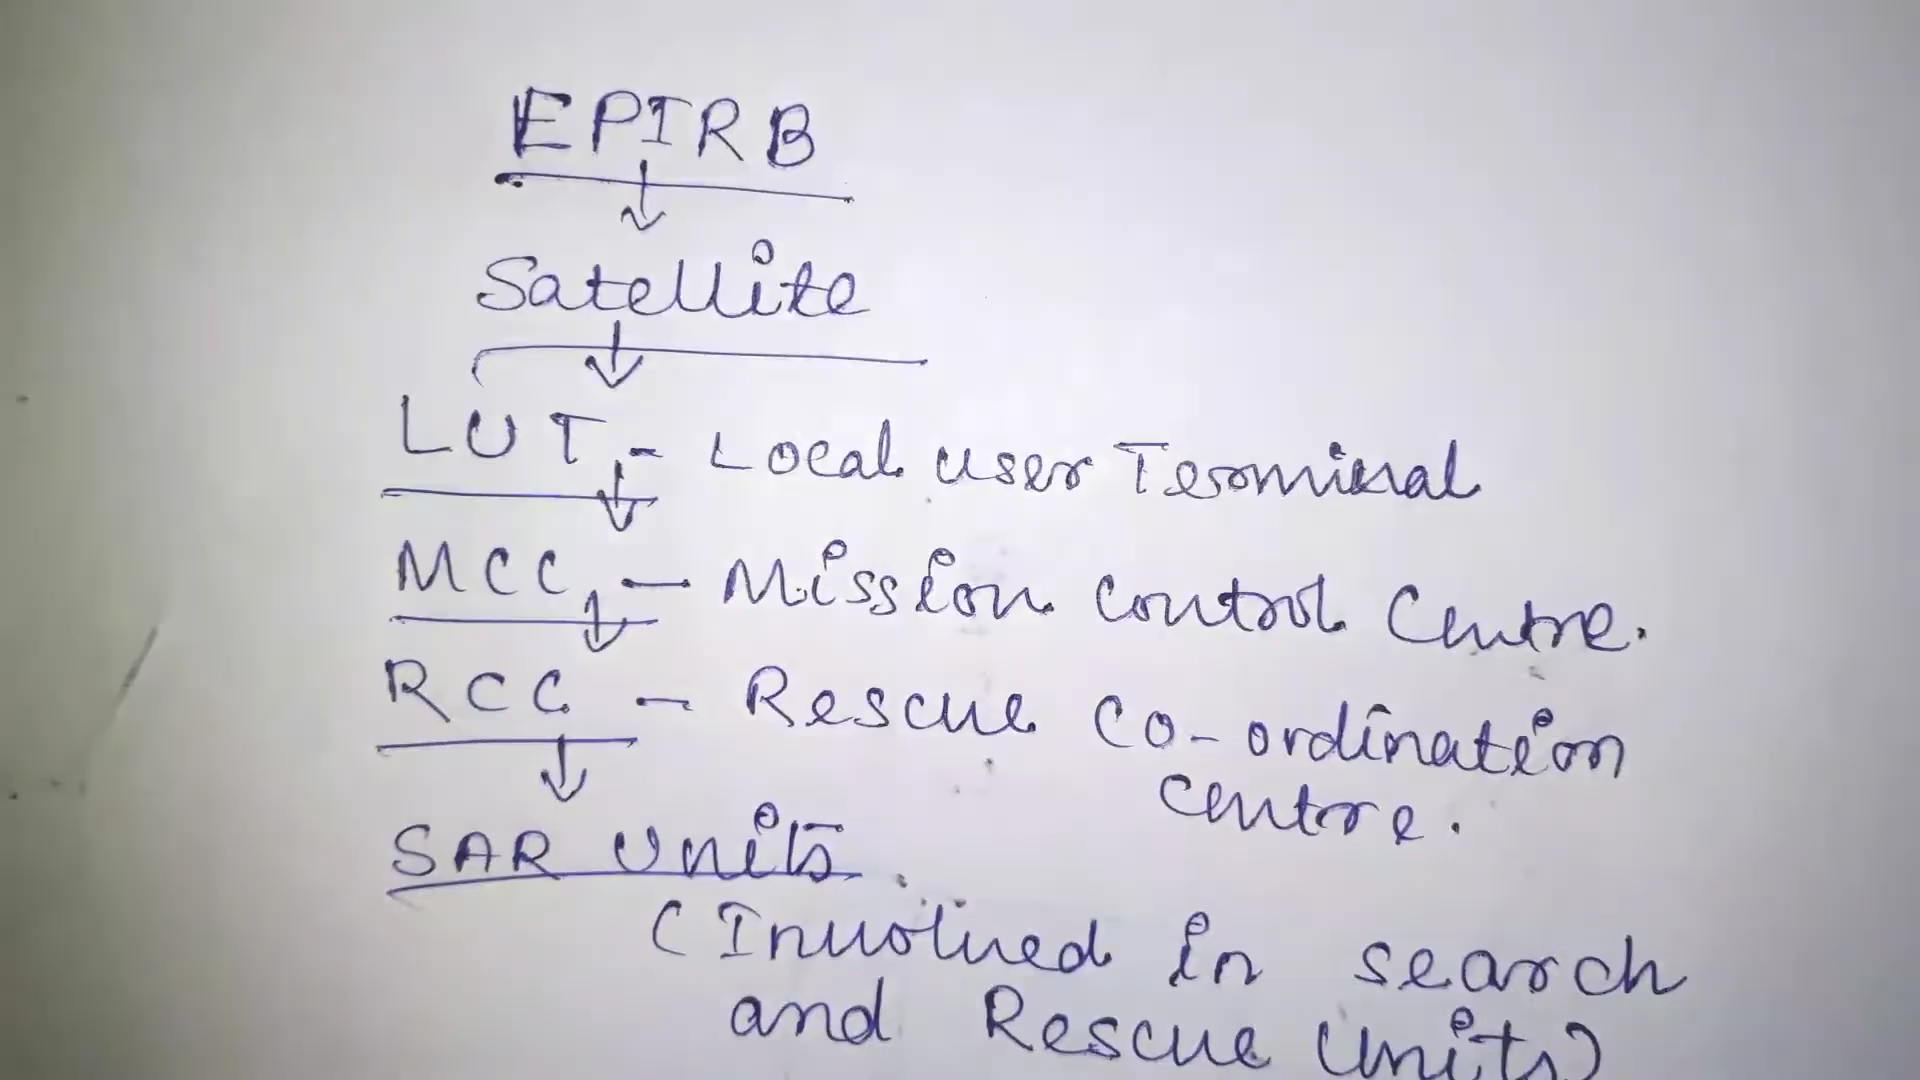 EPIRB
Satellite
LUT - Local user Terminal
MCC - Mission Control Centre.
RCC - Rescue Co-ordination
centre.
SAR Units.
(Involved in search
and Rescue Units)